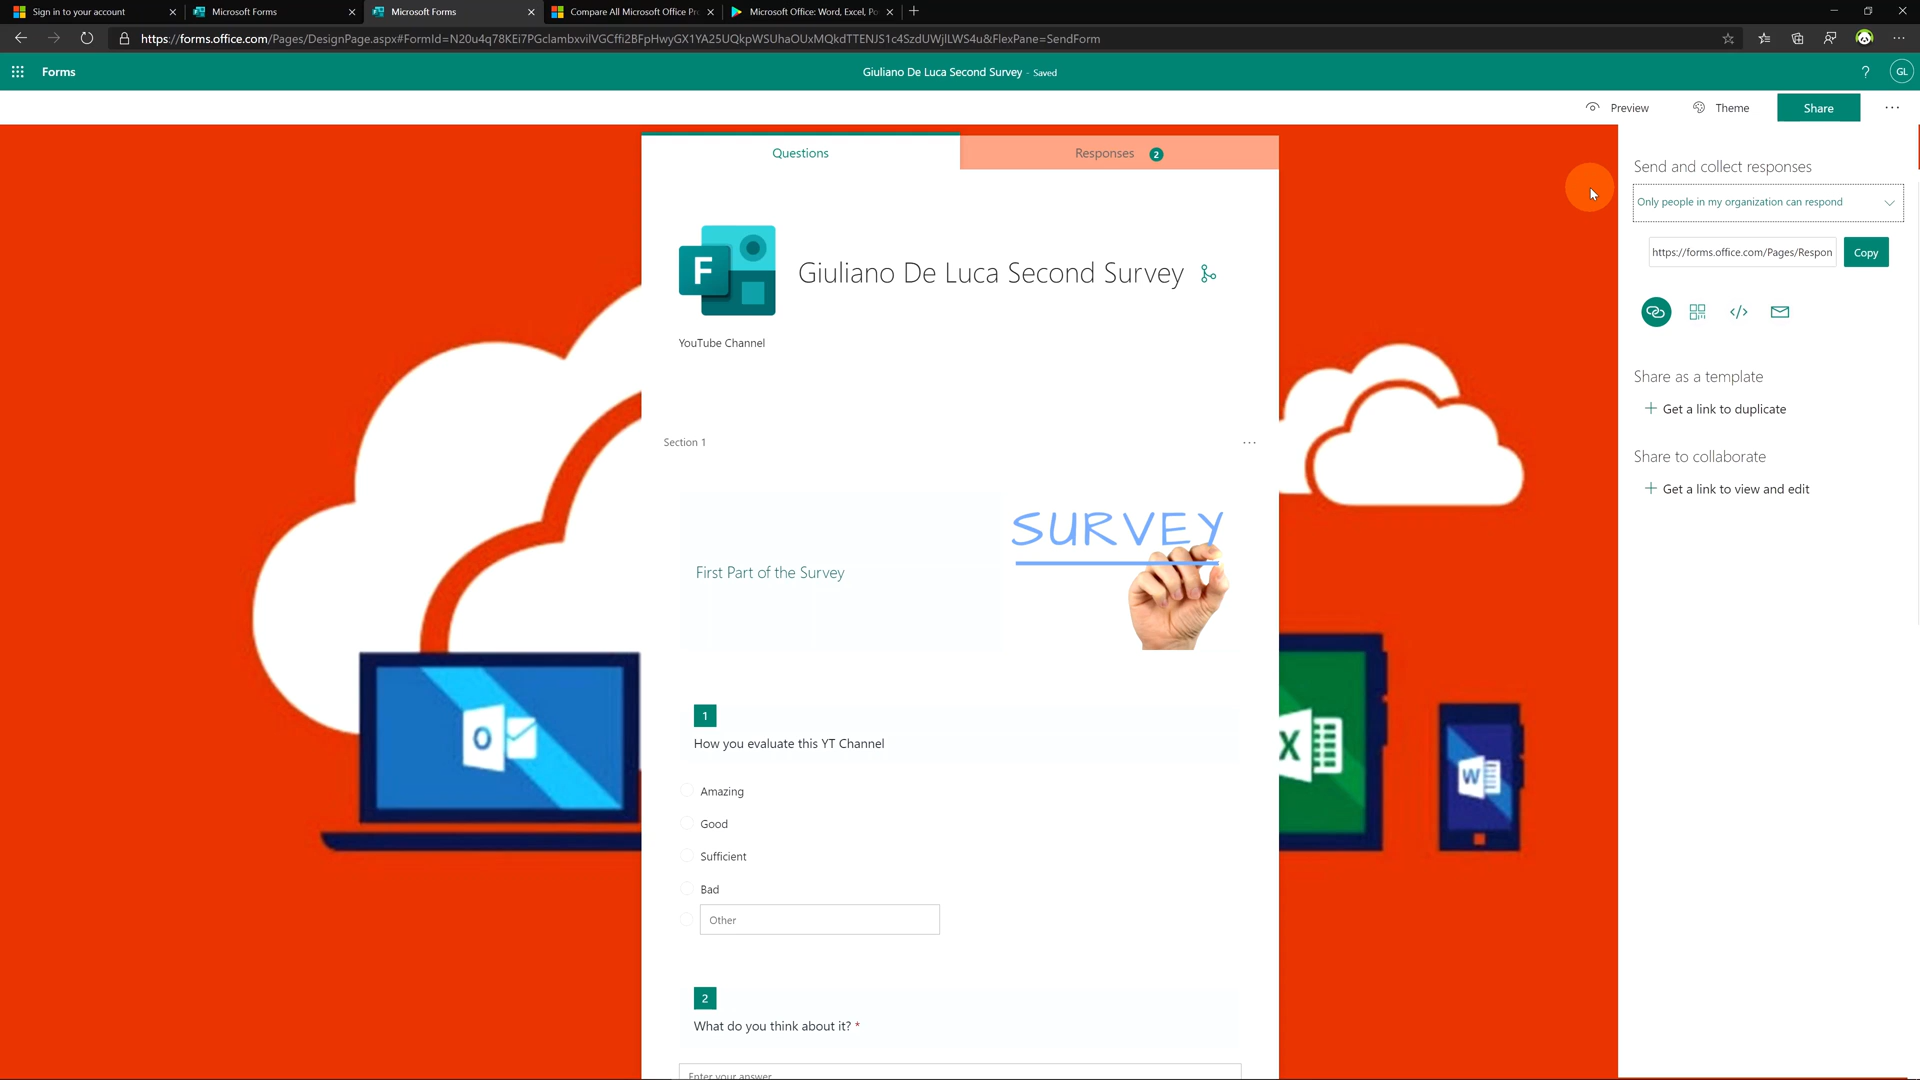 Sign in to your account
Microsoft Forms
Microsoft Forms
Compare All Microsoft Office Pr
Microsoft Office: Word, Excel, Po
https://forms.office.com/Pages/DesignPage.aspx#FormId=
&FlexPane=SendForm
Forms
Giuliano De Luca Second Survey - Saved
?
GL
Preview
Theme
Share
Questions
Responses 2
Send and collect responses
Only people in my organization can respond
https://forms.office.com/Pages/Respon
Copy
F
Giuliano De Luca Second Survey
YouTube Channel
Share as a template
Get a link to duplicate
Section 1
Share to collaborate
Get a link to view and edit
SURVEY
First Part of the Survey
1
How you evaluate this YT Channel
O
X
W
Amazing
Good
Sufficient
Bad
Other
2
What do you think about it? *
Enter your answer